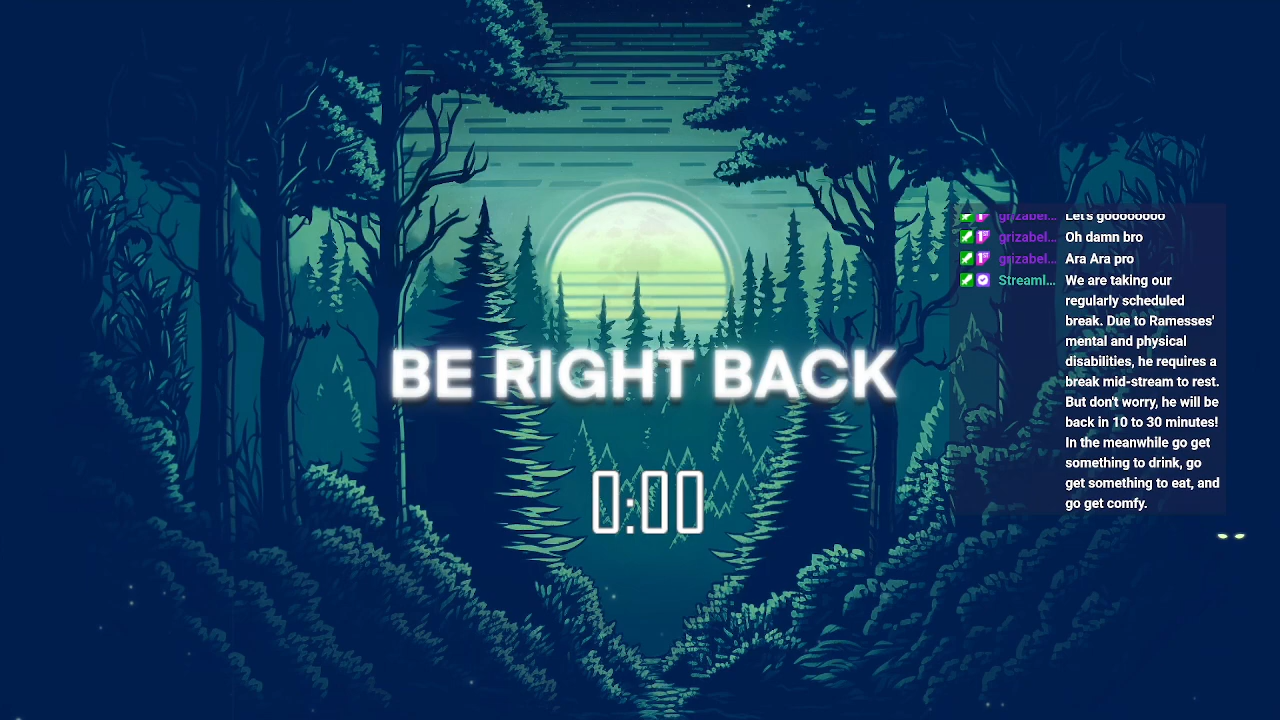 BE RIGHT BACK
0:00
grizabel... Let's gooooooo
grizabel... Oh damn bro
grizabel... Ara Ara pro
Streaml... We are taking our
regularly scheduled
break. Due to Ramesses'
mental and physical
disabilities, he requires a
break mid-stream to rest.
But don't worry, he will be
back in 10 to 30 minutes!
In the meanwhile go get
something to drink, go
get something to eat, and
go get comfy.